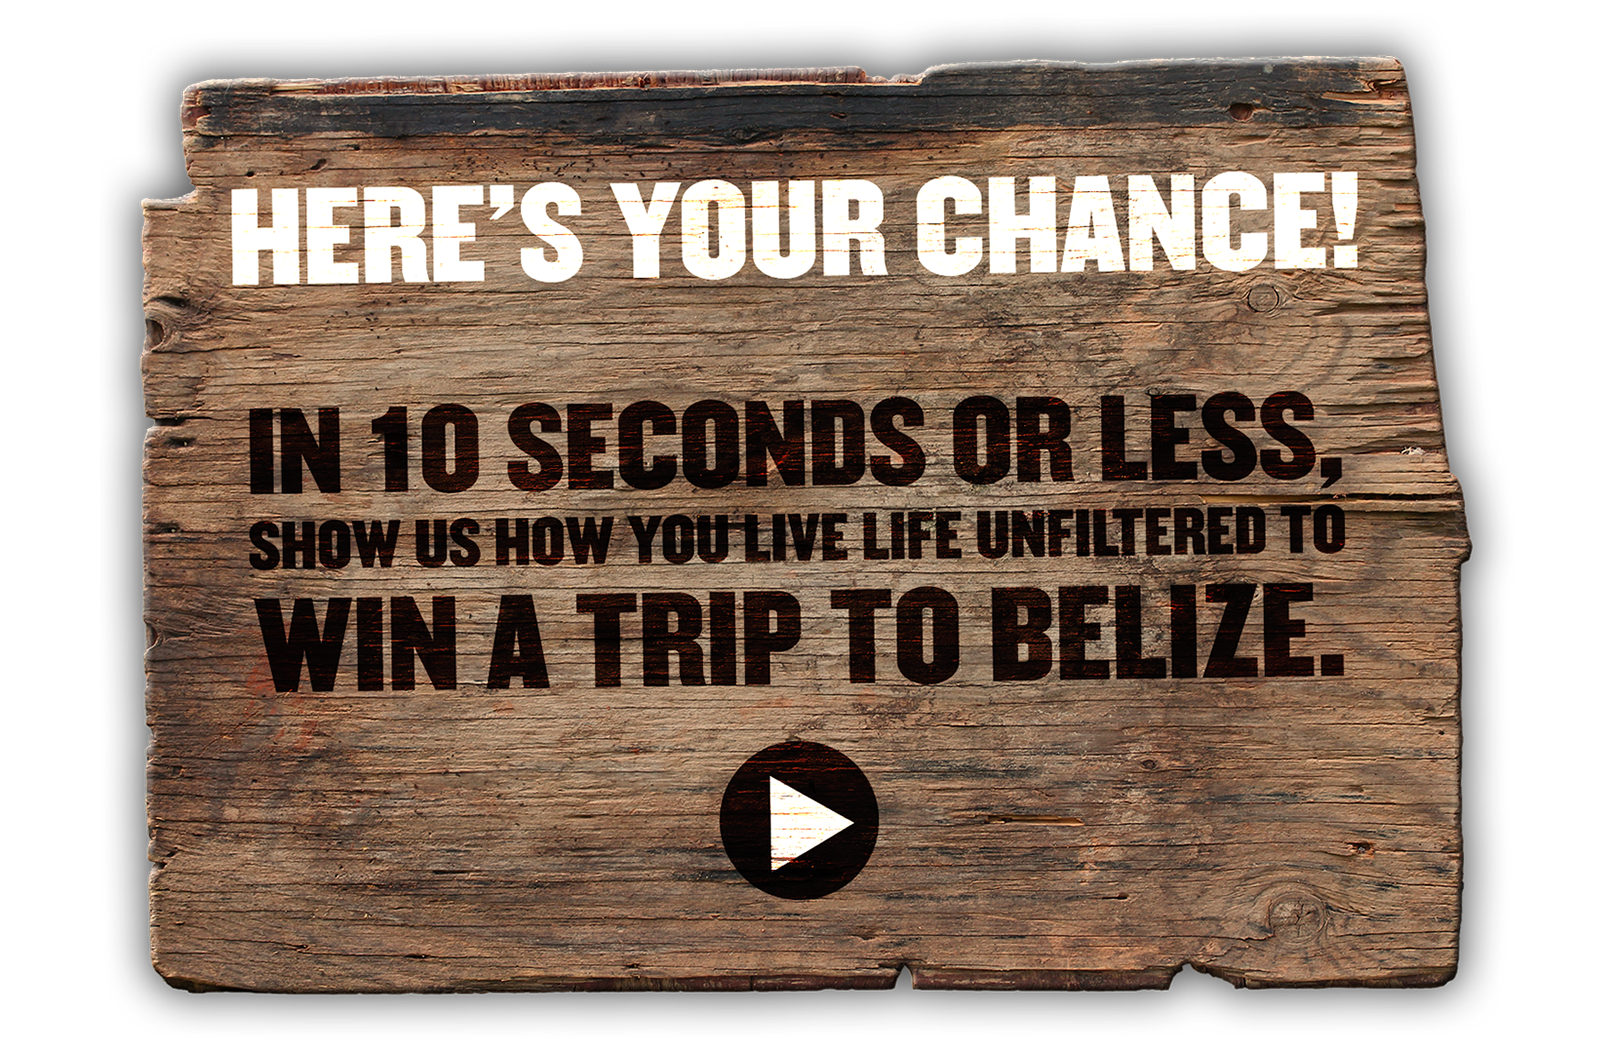 HERE'S YOUR CHANCE!
IN 10 SECONDS OR LESS,
SHOW US HOW YOU LIVE LIFE UNFILTERED TO
WIN A TRIP TO BELIZE.